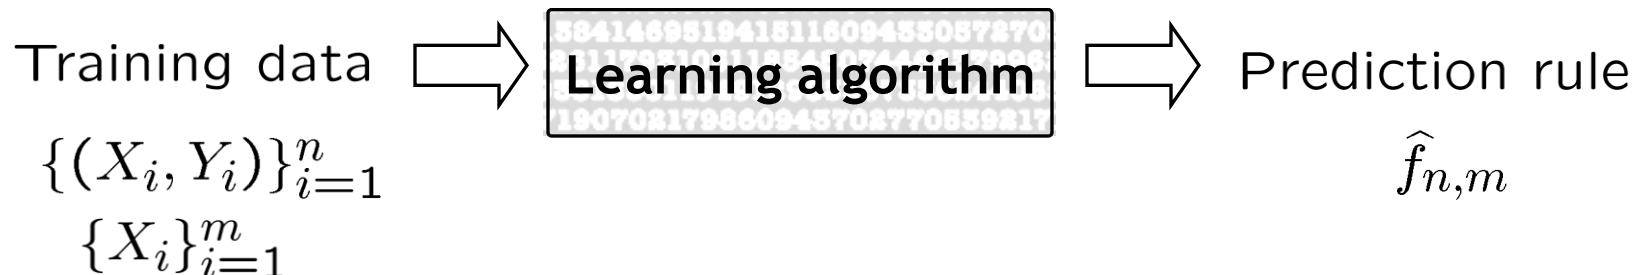 Training data
Learning algorithm
Prediction rule
{(X_i, Y_i)}_{i=1}^n
{X_i}_{i=1}^m
\widehat{f}_{n,m}